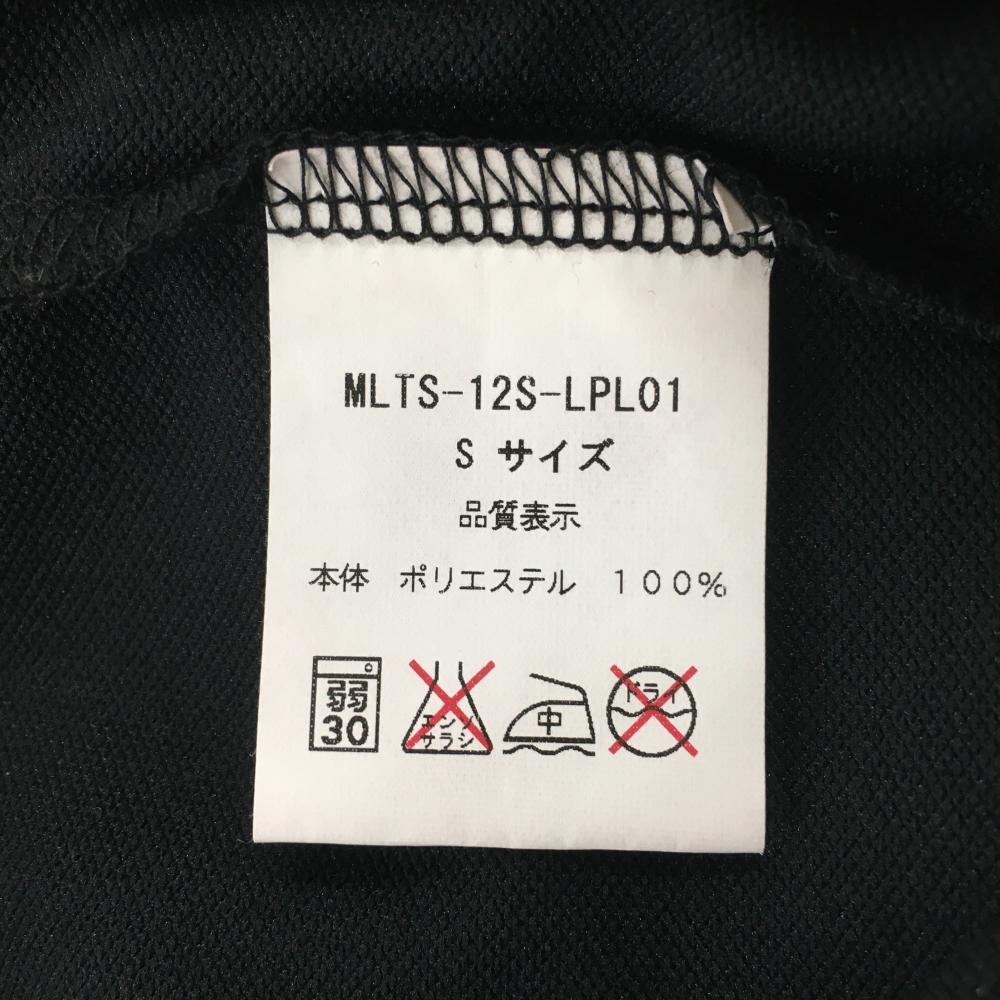 MLTS-12S-LPL01
S サイズ
品質表示
本体 ポリエステル １００％
弱
30
エンソ
サラシ
中
ドライ